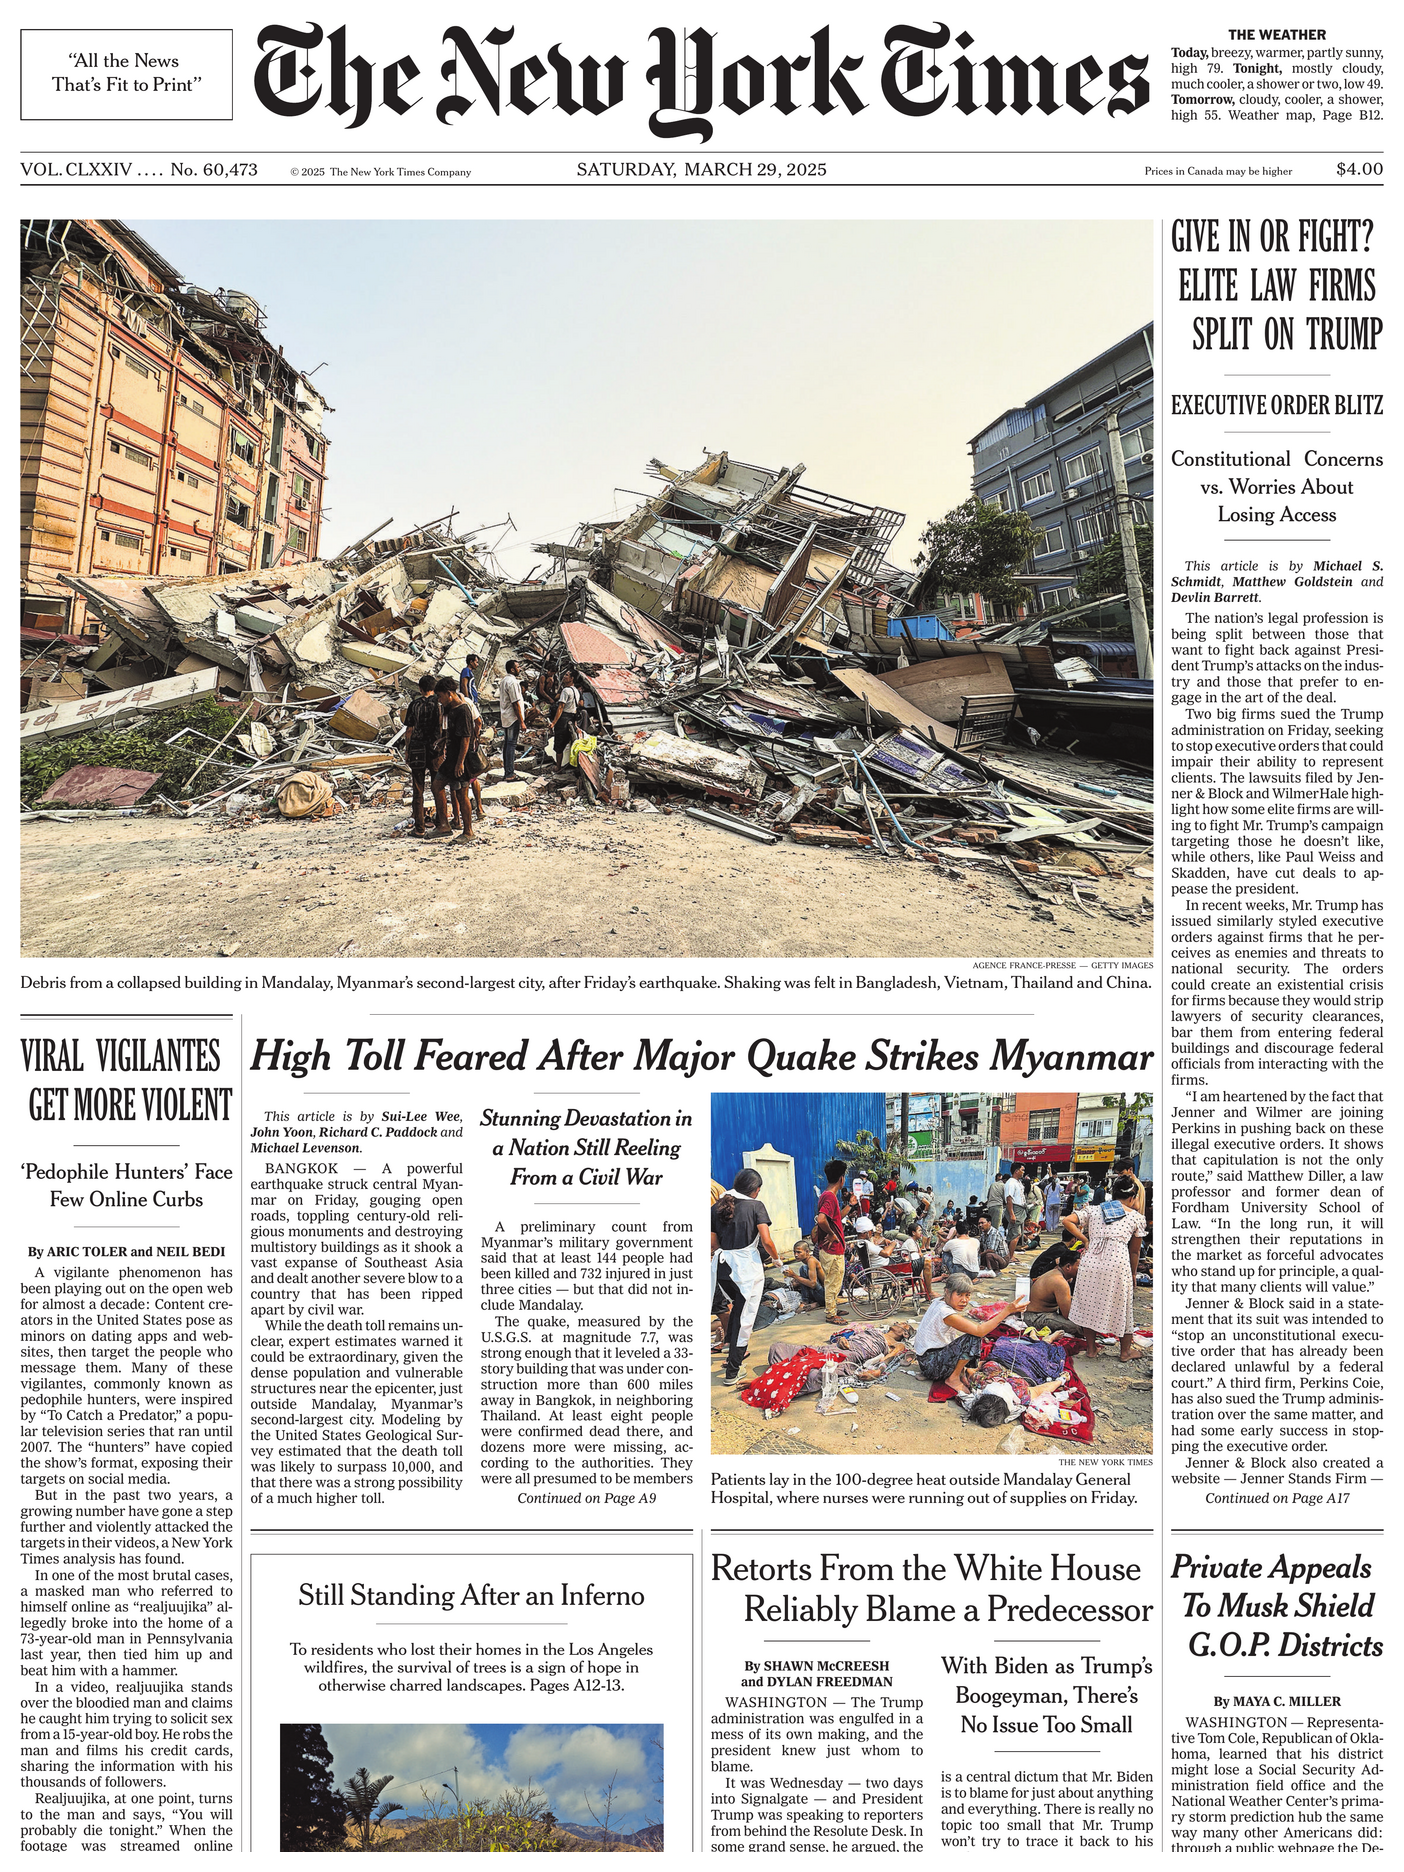 “All the News
That’s Fit to Print”
The New York Times
THE WEATHER
Today, breezy, warmer, partly sunny,
high 79. Tonight, mostly cloudy,
much cooler, a shower or two, low 49.
Tomorrow, cloudy, cooler, a shower,
high 55. Weather map, Page B12.
VOL. CLXXIV .... No. 60,473
© 2025 The New York Times Company
SATURDAY, MARCH 29, 2025
Prices in Canada may be higher
$4.00
AGENCE FRANCE-PRESSE — GETTY IMAGES
Debris from a collapsed building in Mandalay, Myanmar’s second-largest city, after Friday’s earthquake. Shaking was felt in Bangladesh, Vietnam, Thailand and China.
GIVE IN OR FIGHT?
ELITE LAW FIRMS
SPLIT ON TRUMP
EXECUTIVE ORDER BLITZ
Constitutional Concerns
vs. Worries About
Losing Access
This article is by Michael S.
Schmidt, Matthew Goldstein and
Devlin Barrett.
The nation’s legal profession is
being split between those that
want to fight back against Presi-
dent Trump’s attacks on the indus-
try and those that prefer to en-
gage in the art of the deal.
Two big firms sued the Trump
administration on Friday, seeking
to stop executive orders that could
impair their ability to represent
clients. The lawsuits filed by Jen-
ner & Block and WilmerHale high-
light how some elite firms are will-
ing to fight Mr. Trump’s campaign
targeting those he doesn’t like,
while others, like Paul Weiss and
Skadden, have cut deals to ap-
pease the president.
In recent weeks, Mr. Trump has
issued similarly styled executive
orders against firms that he per-
ceives as enemies and threats to
national security. The orders
could create an existential crisis
for firms because they would strip
lawyers of security clearances,
bar them from entering federal
buildings and discourage federal
officials from interacting with the
firms.
“I am heartened by the fact that
Jenner and Wilmer are joining
Perkins in pushing back on these
illegal executive orders. It shows
that capitulation is not the only
route,” said Matthew Diller, a law
professor and former dean of
Fordham University School of
Law. “In the long run, it will
strengthen their reputations in
the market as forceful advocates
who stand up for principle, a qual-
ity that many clients will value.”
Jenner & Block said in a state-
ment that its suit was intended to
“stop an unconstitutional execu-
tive order that has already been
declared unlawful by a federal
court.” A third firm, Perkins Coie,
has also sued the Trump adminis-
tration over the same matter, and
had some early success in stop-
ping the executive order.
Jenner & Block also created a
website — Jenner Stands Firm —
Continued on Page A17
VIRAL VIGILANTES
GET MORE VIOLENT
‘Pedophile Hunters’ Face
Few Online Curbs
By ARIC TOLER and NEIL BEDI
A vigilante phenomenon has
been playing out on the open web
for almost a decade: Content cre-
ators in the United States pose as
minors on dating apps and web-
sites, then target the people who
message them. Many of these
vigilantes, commonly known as
pedophile hunters, were inspired
by “To Catch a Predator,” a popu-
lar television series that ran until
2007. The “hunters” have copied
the show’s format, exposing their
targets on social media.
But in the past two years, a
growing number have gone a step
further and violently attacked the
targets in their videos, a New York
Times analysis has found.
In one of the most brutal cases,
a masked man who referred to
himself online as “realjuujika” al-
legedly broke into the home of a
73-year-old man in Pennsylvania
last year, then tied him up and
beat him with a hammer.
In a video, realjuujika stands
over the bloodied man and claims
he caught him trying to solicit sex
from a 15-year-old boy. He robs the
man and films his credit cards,
sharing the information with his
thousands of followers.
Realjuujika, at one point, turns
to the man and says, “You will
probably die tonight.” When the
footage was streamed online
High Toll Feared After Major Quake Strikes Myanmar
This article is by Sui-Lee Wee,
John Yoon, Richard C. Paddock and
Michael Levenson.
BANGKOK — A powerful
earthquake struck central Myan-
mar on Friday, gouging open
roads, toppling century-old reli-
gious monuments and destroying
multistory buildings as it shook a
vast expanse of Southeast Asia
and dealt another severe blow to a
country that has been ripped
apart by civil war.
While the death toll remains un-
clear, expert estimates warned it
could be extraordinary, given the
dense population and vulnerable
structures near the epicenter, just
outside Mandalay, Myanmar’s
second-largest city. Modeling by
the United States Geological Sur-
vey estimated that the death toll
was likely to surpass 10,000, and
that there was a strong possibility
of a much higher toll.
Stunning Devastation in
a Nation Still Reeling
From a Civil War
A preliminary count from
Myanmar’s military government
said that at least 144 people had
been killed and 732 injured in just
three cities — but that did not in-
clude Mandalay.
The quake, measured by the
U.S.G.S. at magnitude 7.7, was
strong enough that it leveled a 33-
story building that was under con-
struction more than 600 miles
away in Bangkok, in neighboring
Thailand. At least eight people
were confirmed dead there, and
dozens more were missing, ac-
cording to the authorities. They
were all presumed to be members
Continued on Page A9
THE NEW YORK TIMES
Patients lay in the 100-degree heat outside Mandalay General
Hospital, where nurses were running out of supplies on Friday.
Still Standing After an Inferno
To residents who lost their homes in the Los Angeles
wildfires, the survival of trees is a sign of hope in
otherwise charred landscapes. Pages A12-13.
Retorts From the White House
Reliably Blame a Predecessor
By SHAWN McCREESH
and DYLAN FREEDMAN
WASHINGTON — The Trump
administration was engulfed in a
mess of its own making, and the
president knew just whom to
blame.
It was Wednesday — two days
into Signalgate — and President
Trump was speaking to reporters
from behind the Resolute Desk. In
some grand sense, he argued, the
With Biden as Trump’s
Boogeyman, There’s
No Issue Too Small
is a central dictum that Mr. Biden
is to blame for just about anything
and everything. There is really no
topic too small that Mr. Trump
won’t try to trace it back to his
Private Appeals
To Musk Shield
G.O.P. Districts
By MAYA C. MILLER
WASHINGTON — Representa-
tive Tom Cole, Republican of Okla-
homa, learned that his district
might lose a Social Security Ad-
ministration field office and the
National Weather Center’s prima-
ry storm prediction hub the same
way many other Americans did:
through a public webpage the De-